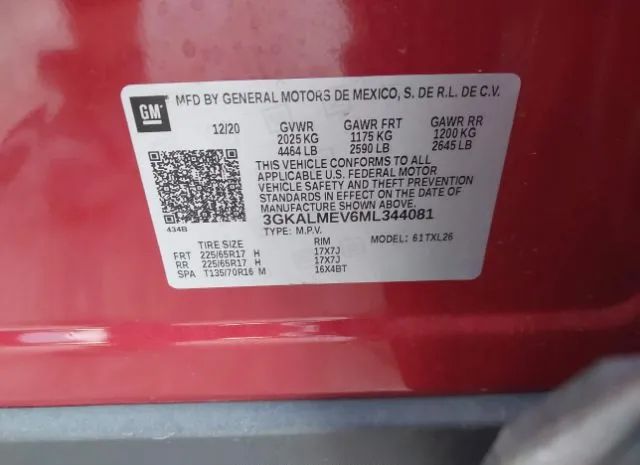 GM
MFD BY GENERAL MOTORS DE MEXICO, S. DE R.L. DE C.V.
12/20 GVWR GAWR FRT GAWR RR
2025 KG 1175 KG 1200 KG
4464 LB 2590 LB 2645 LB
THIS VEHICLE CONFORMS TO ALL
APPLICABLE U.S. FEDERAL MOTOR
VEHICLE SAFETY AND THEFT PREVENTION
STANDARDS IN EFFECT ON THE DATE OF
MANUFACTURE SHOWN ABOVE.
3GKALMEV6ML344081
434B TYPE: M.P.V.
TIRE SIZE RIM MODEL: 61TXL26
FRT 225/65R17 H 17X7J
RR 225/65R17 H 17X7J
SPA T135/70R16 M 16X4BT